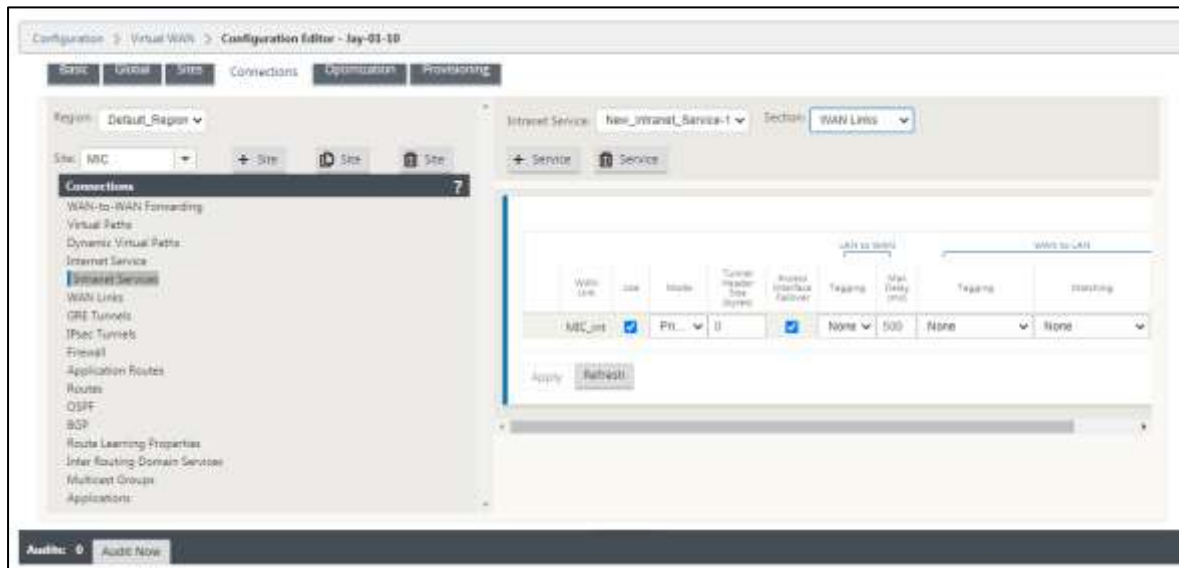 Configuration > Virtual WAN > Configuration Editor - Jay-01-10
Basic Global Sites Connections Optimization Provisioning
Region: Default_Region
Site: MIC + Site Site Site
Connections ?
WAN-to-WAN Forwarding
Virtual Paths
Dynamic Virtual Paths
Internet Service
Intranet Services
WAN Links
GRE Tunnels
IPsec Tunnels
Firewall
Application Routes
Routes
OSPF
BGP
Route Learning Properties
Inter Routing Domain Services
Multicast Groups
Applications
Intranet Service: New_Intranet_Service-1 Section: WAN Links
+ Service Service
LAN to WAN WAN to LAN
WAN Link Use Mode Tunnel Header Size (bytes) Access Interface Failover Tagging Max Delay (ms) Tagging Matching
MIC_int Pri... 0 None 500 None None
Apply Refresh
Audits: 0 Audit Now